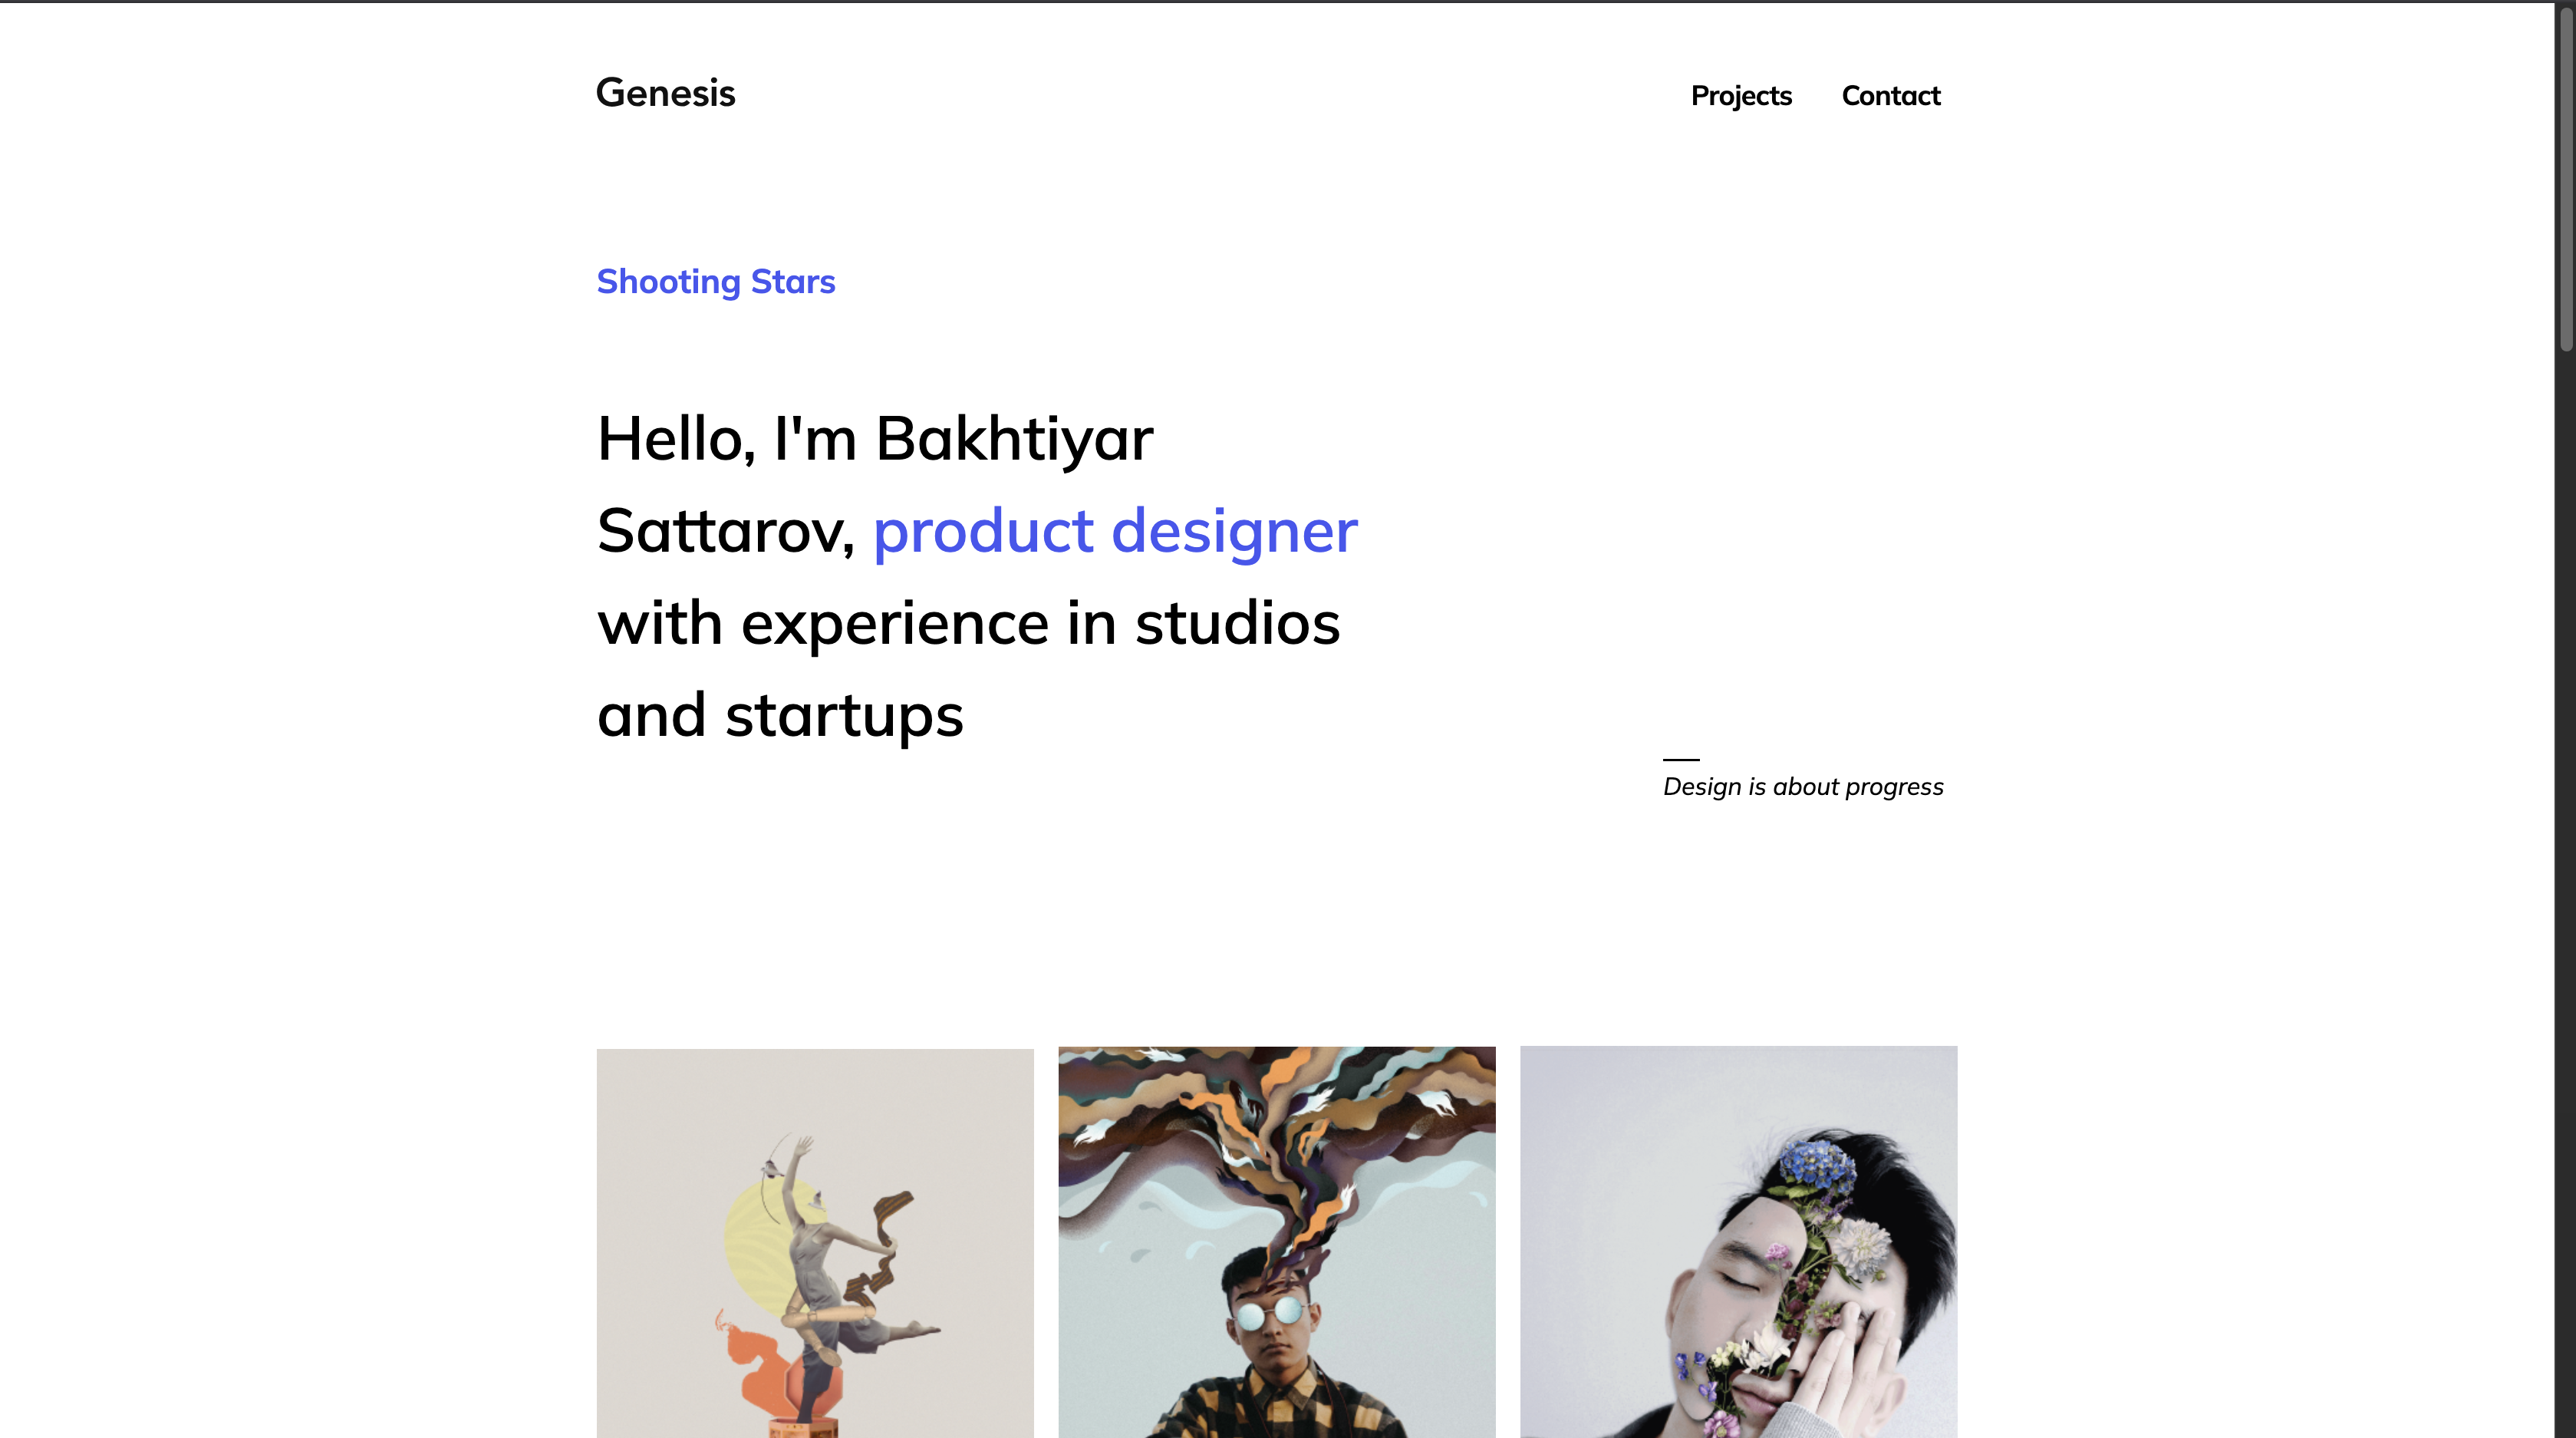 Genesis
Projects
Contact
Shooting Stars
Hello, I'm Bakhtiyar
Sattarov, product designer
with experience in studios
and startups
Design is about progress